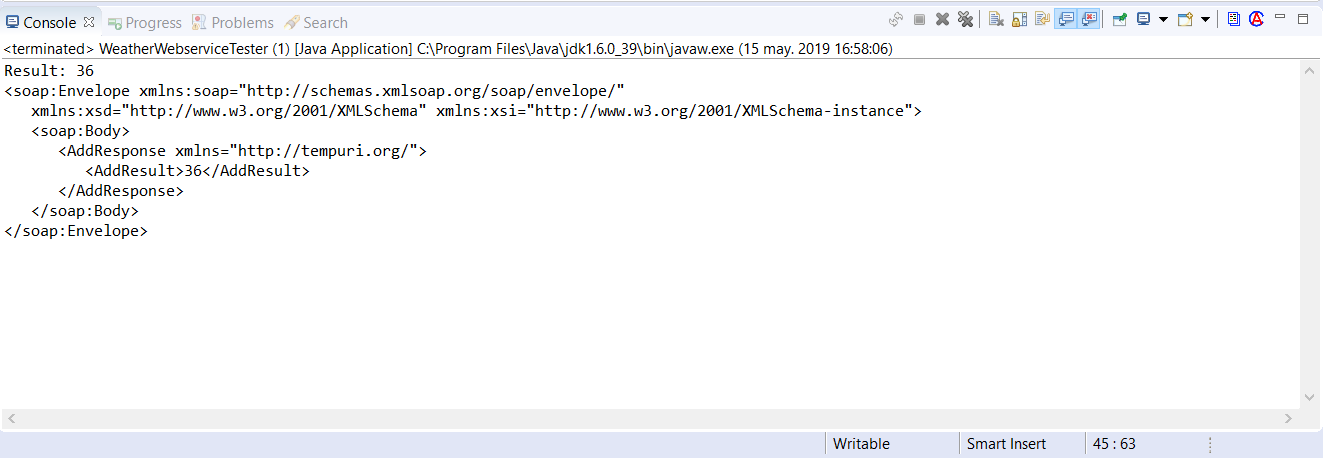 Console Progress Problems Search
<terminated> WeatherWebserviceTester (1) [Java Application] C:\Program Files\Java\jdk1.6.0_39\bin\javaw.exe (15 may. 2019 16:58:06)
Result: 36
<soap:Envelope xmlns:soap="http://schemas.xmlsoap.org/soap/envelope/"
   xmlns:xsd="http://www.w3.org/2001/XMLSchema" xmlns:xsi="http://www.w3.org/2001/XMLSchema-instance">
   <soap:Body>
      <AddResponse xmlns="http://tempuri.org/">
         <AddResult>36</AddResult>
      </AddResponse>
   </soap:Body>
</soap:Envelope>
Writable Smart Insert 45 : 63